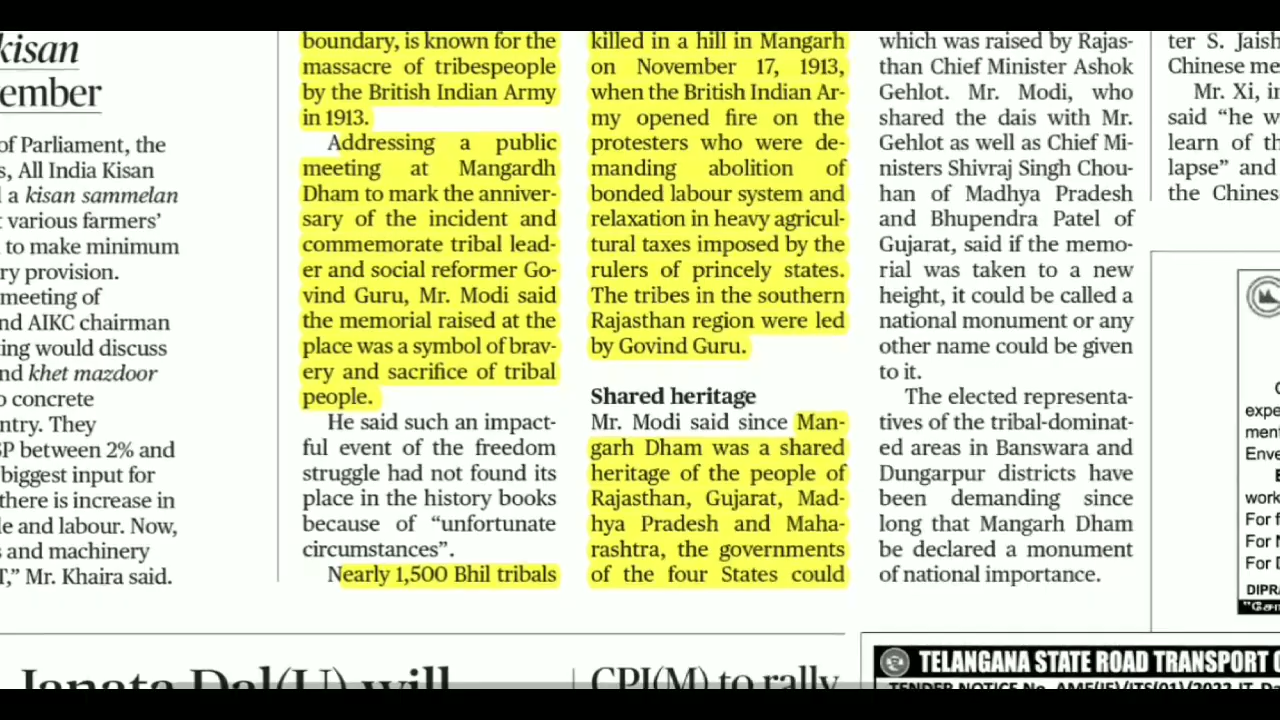 kisan
ember
of Parliament, the
s, All India Kisan
a kisan sammelan
various farmers'
to make minimum
ry provision.
meeting of
nd AIKC chairman
ing would discuss
nd khet mazdoor
o concrete
ntry. They
SP between 2% and
biggest input for
there is increase in
le and labour. Now,
s and machinery
T," Mr. Khaira said.
boundary, is known for the
massacre of tribespeople
by the British Indian Army
in 1913.
Addressing a public
meeting at Mangardh
Dham to mark the anniver-
sary of the incident and
commemorate tribal lead-
er and social reformer Go-
vind Guru, Mr. Modi said
the memorial raised at the
place was a symbol of brav-
ery and sacrifice of tribal
people.
He said such an impact-
ful event of the freedom
struggle had not found its
place in the history books
because of "unfortunate
circumstances".
Nearly 1,500 Bhil tribals
killed in a hill in Mangarh
on November 17, 1913,
when the British Indian Ar-
my opened fire on the
protesters who were de-
manding abolition of
bonded labour system and
relaxation in heavy agricul-
tural taxes imposed by the
rulers of princely states.
The tribes in the southern
Rajasthan region were led
by Govind Guru.
Shared heritage
Mr. Modi said since Man-
garh Dham was a shared
heritage of the people of
Rajasthan, Gujarat, Mad-
hya Pradesh and Maha-
rashtra, the governments
of the four States could
which was raised by Rajas-
than Chief Minister Ashok
Gehlot. Mr. Modi, who
shared the dais with Mr.
Gehlot as well as Chief Mi-
nisters Shivraj Singh Chou-
han of Madhya Pradesh
and Bhupendra Patel of
Gujarat, said if the memo-
rial was taken to a new
height, it could be called a
national monument or any
other name could be given
to it.
The elected representa-
tives of the tribal-dominat-
ed areas in Banswara and
Dungarpur districts have
been demanding since
long that Mangarh Dham
be declared a monument
of national importance.
ter S. Jaish
Chinese me
Mr. Xi, in
said "he w
learn of th
lapse" and
the Chines
expe
ment
Enve
work
For f
For N
For D
DIPR
Janata Dal(U) will
CPI(M) to rally
TELANGANA STATE ROAD TRANSPORT C
TENDER NOTICE No.